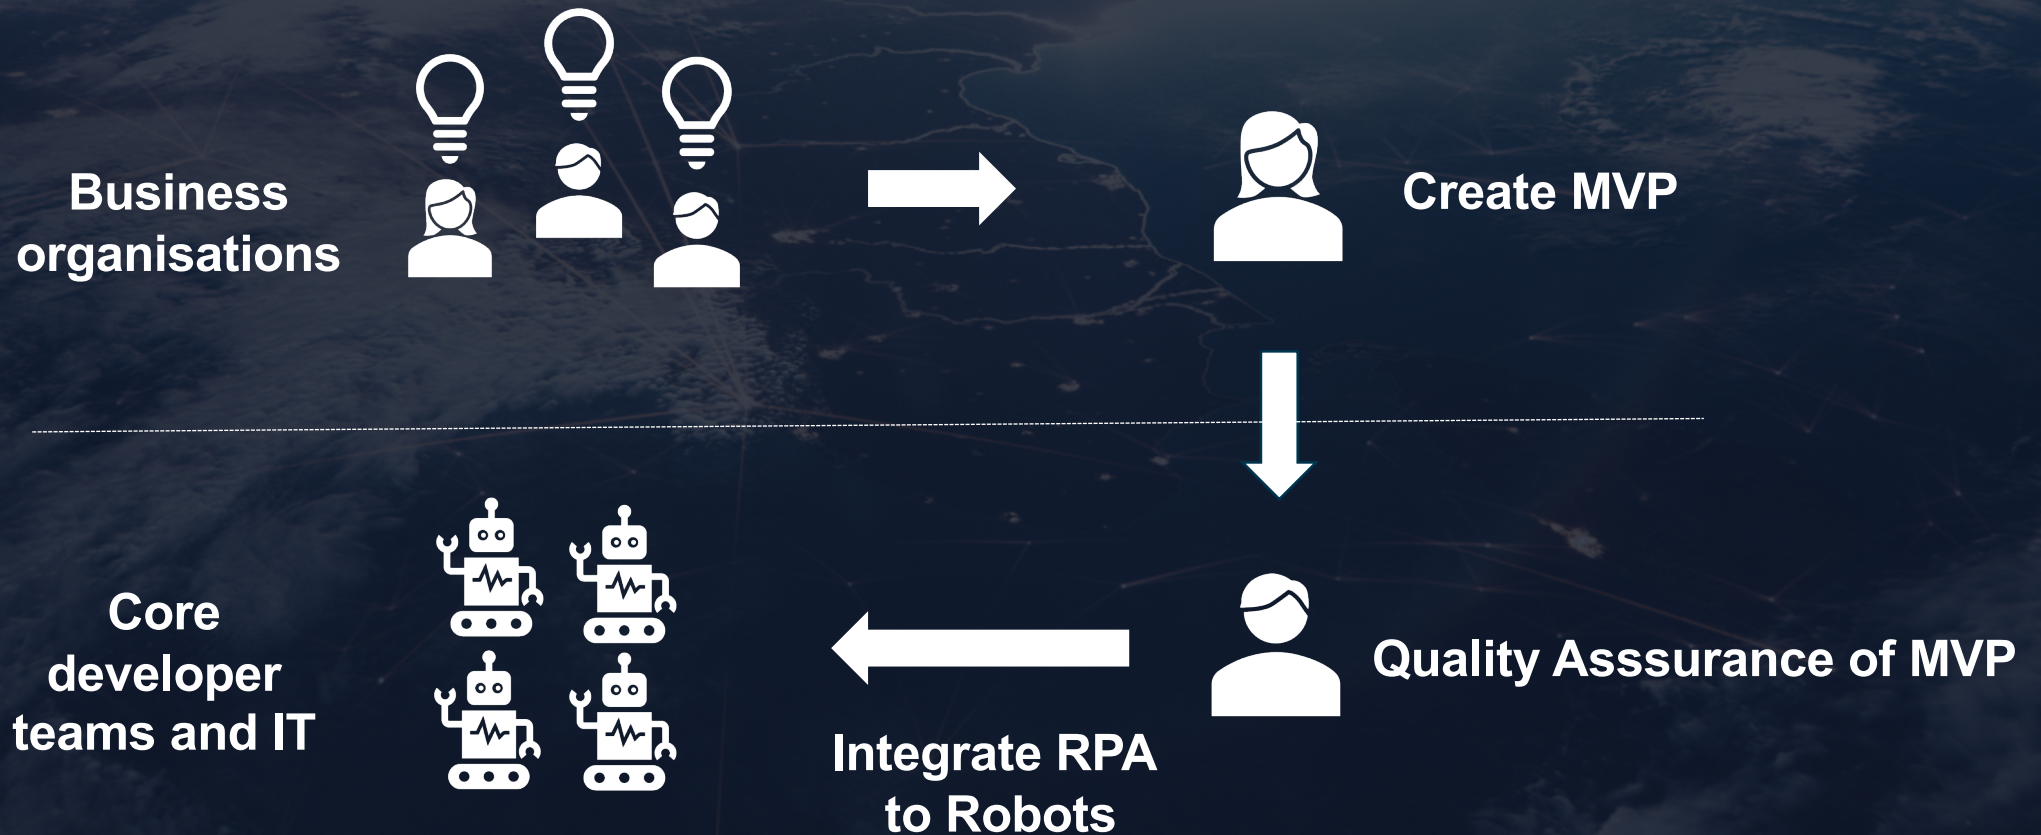 Business
organisations
Create MVP
Core
developer
teams and IT
Integrate RPA
to Robots
Quality Asssurance of MVP